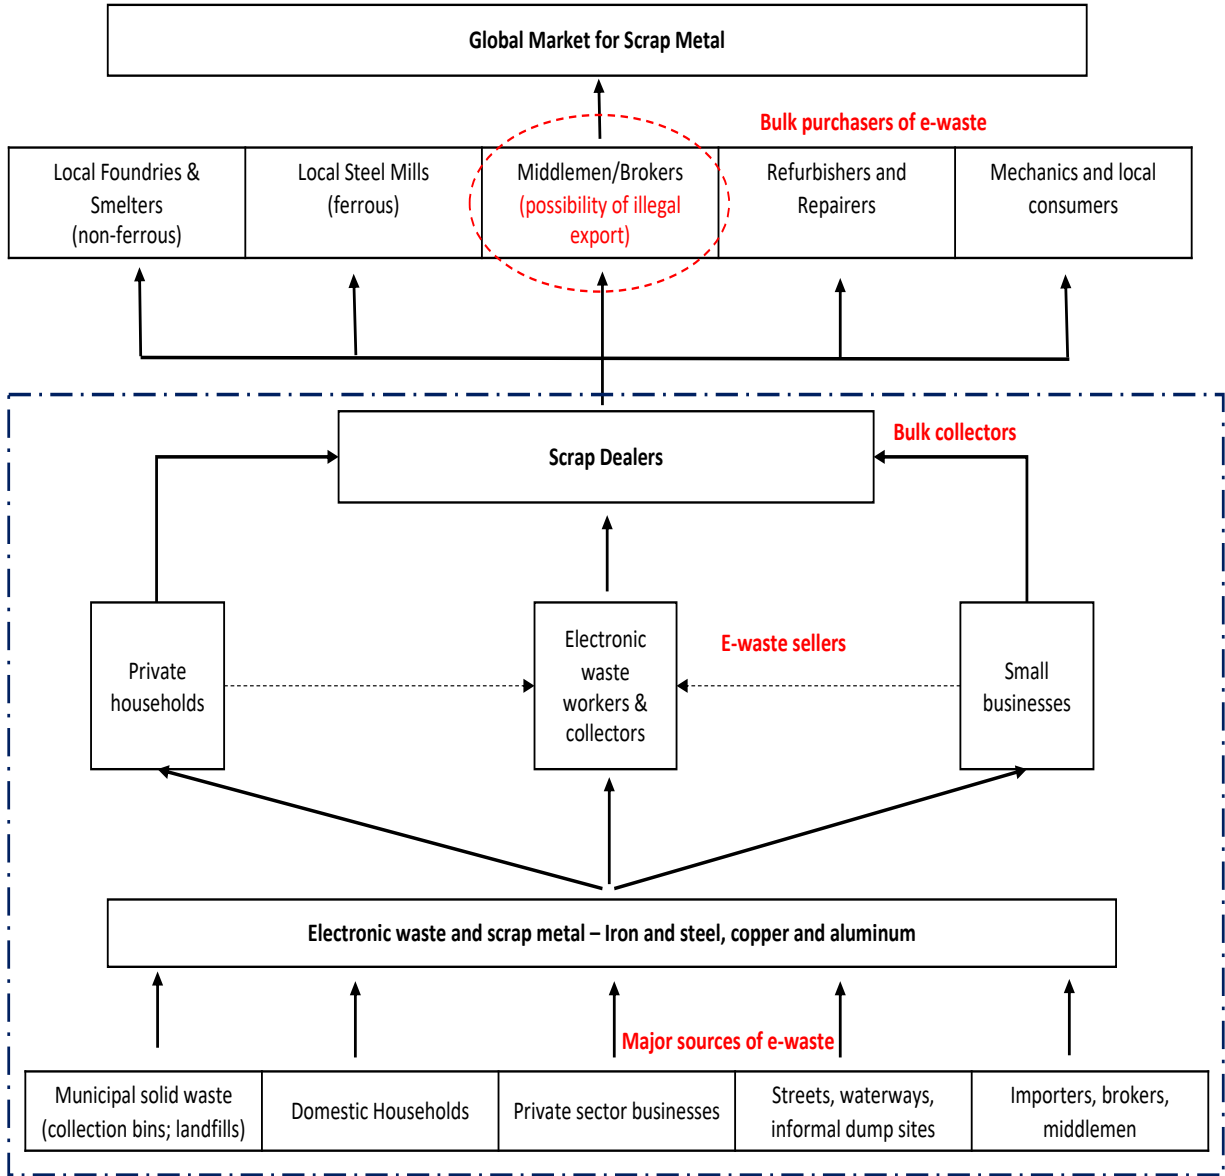 Global Market for Scrap Metal
Bulk purchasers of e-waste
Local Foundries &
Smelters
(non-ferrous)
Local Steel Mills
(ferrous)
Middlemen/Brokers
(possibility of illegal
export)
Refurbishers and
Repairers
Mechanics and local
consumers
Bulk collectors
Scrap Dealers
Private
households
Electronic
waste
workers &
collectors
E-waste sellers
Small
businesses
Electronic waste and scrap metal – Iron and steel, copper and aluminum
Major sources of e-waste
Municipal solid waste
(collection bins; landfills)
Domestic Households
Private sector businesses
Streets, waterways,
informal dump sites
Importers, brokers,
middlemen